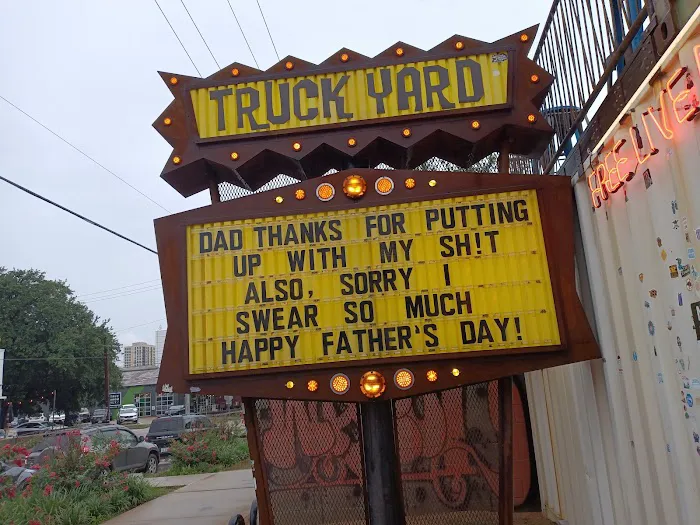 TRUCK YARD
DAD THANKS FOR PUTTING
UP WITH MY SH!T
ALSO, SORRY I
SWEAR SO MUCH
HAPPY FATHER'S DAY!
FREE LIVE